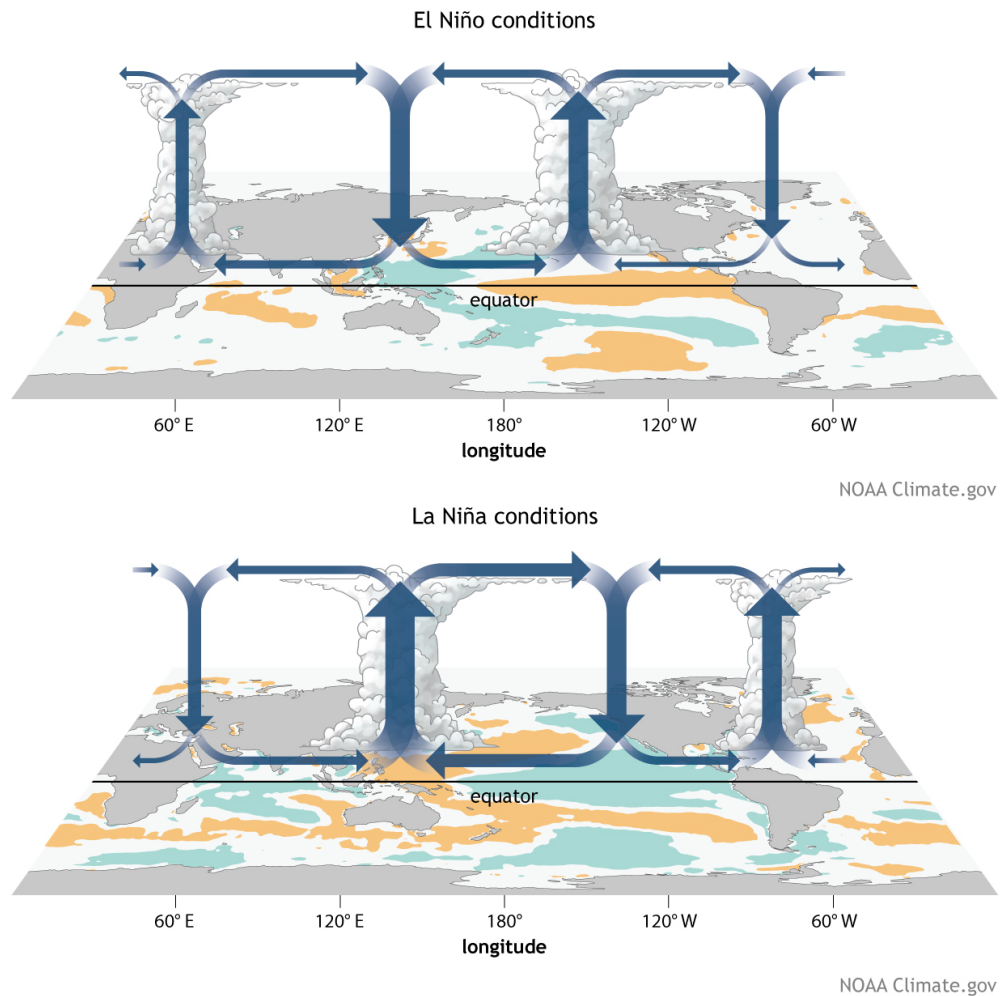 El Niño conditions
equator
60° E 120° E 180° 120° W 60° W
longitude
NOAA Climate.gov
La Niña conditions
equator
60° E 120° E 180° 120° W 60° W
longitude
NOAA Climate.gov